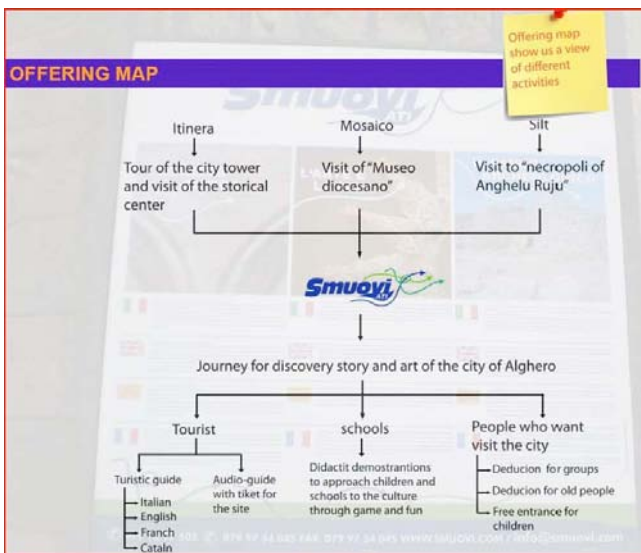 Offering map
show us a view
of different
activities
OFFERING MAP
Smuovi
Itinera
Mosaico
Silt
Tour of the city tower
and visit of the storical
center
Visit of "Museo
diocesano"
Visit to "necropoli of
Anghelu Ruju"
Smuovi
ATI
Journey for discovery story and art of the city of Alghero
Tourist
schools
People who want
visit the city
Turistic guide
Italian
English
Franch
Cataln
Audio-guide
with tiket for
the site
Didactit demostrantions
to approach children and
schools to the culture
through game and fun
Deducion for groups
Deducion for old people
Free entrance for
children